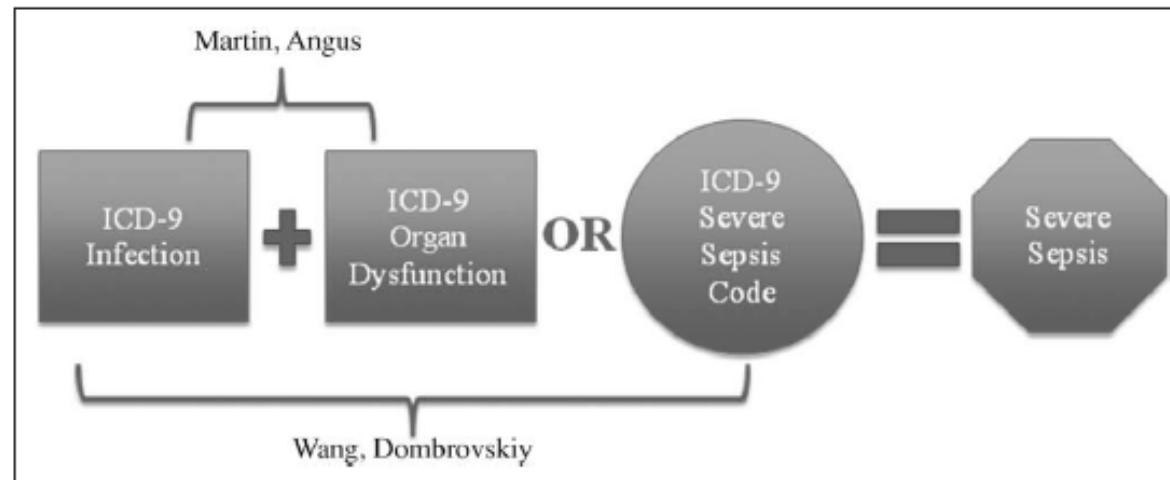 Martin, Angus
ICD-9
Infection
ICD-9
Organ
Dysfunction
OR
ICD-9
Severe
Sepsis
Code
Severe
Sepsis
Wang, Dombrovskiy